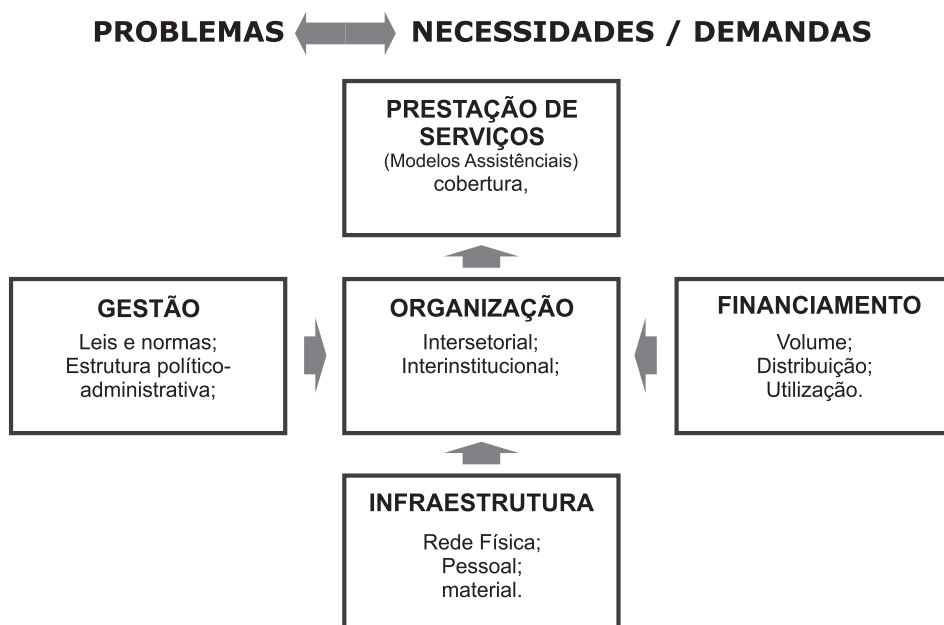 PROBLEMAS NECESSIDADES / DEMANDAS
PRESTAÇÃO DE
SERVIÇOS
(Modelos Assistênciais)
cobertura,
GESTÃO
Leis e normas;
Estrutura político-
administrativa;
ORGANIZAÇÃO
Intersetorial;
Interinstitucional;
FINANCIAMENTO
Volume;
Distribuição;
Utilização.
INFRAESTRUTURA
Rede Física;
Pessoal;
material.